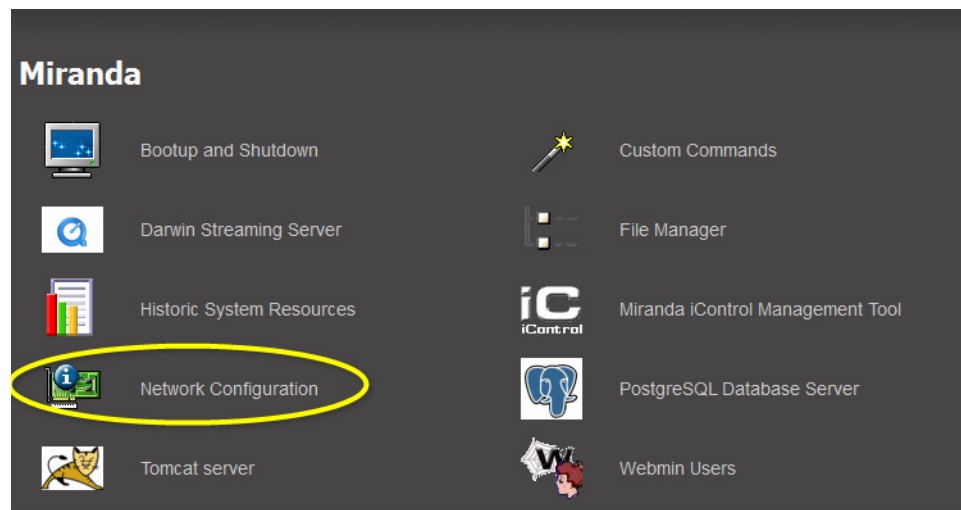 Miranda
Bootup and Shutdown
Custom Commands
Darwin Streaming Server
File Manager
Historic System Resources
iC
iControl
Miranda iControl Management Tool
Network Configuration
PostgreSQL Database Server
Tomcat server
W
Webmin Users